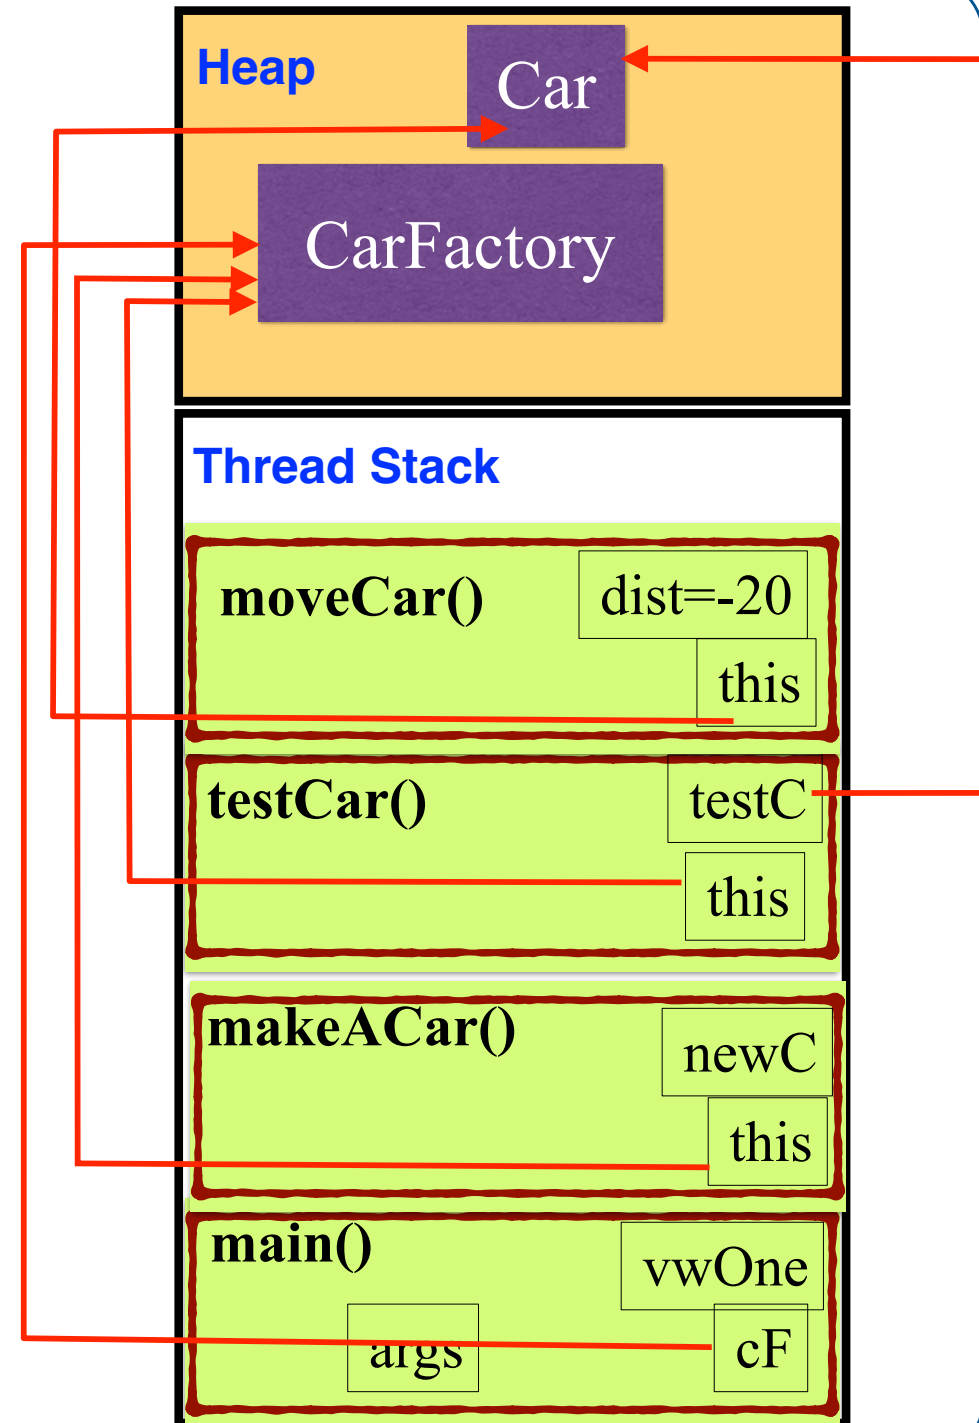 Heap
Car
CarFactory
Thread Stack
moveCar()
dist=-20
this
testCar()
testC
this
makeACar()
newC
this
main()
vwOne
args
cF